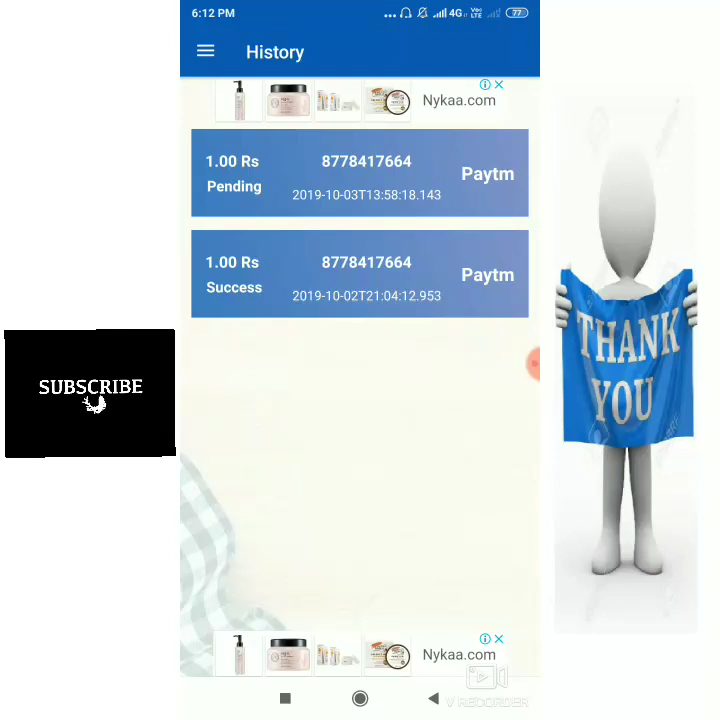 6:12 PM
4G
Vo
LTE
77
History
Nykaa.com
1.00 Rs
8778417664
Paytm
Pending
2019-10-03T13:58:18.143
1.00 Rs
8778417664
Paytm
Success
2019-10-02T21:04:12.953
SUBSCRIBE
THANK
YOU
Nykaa.com
V RECORDER